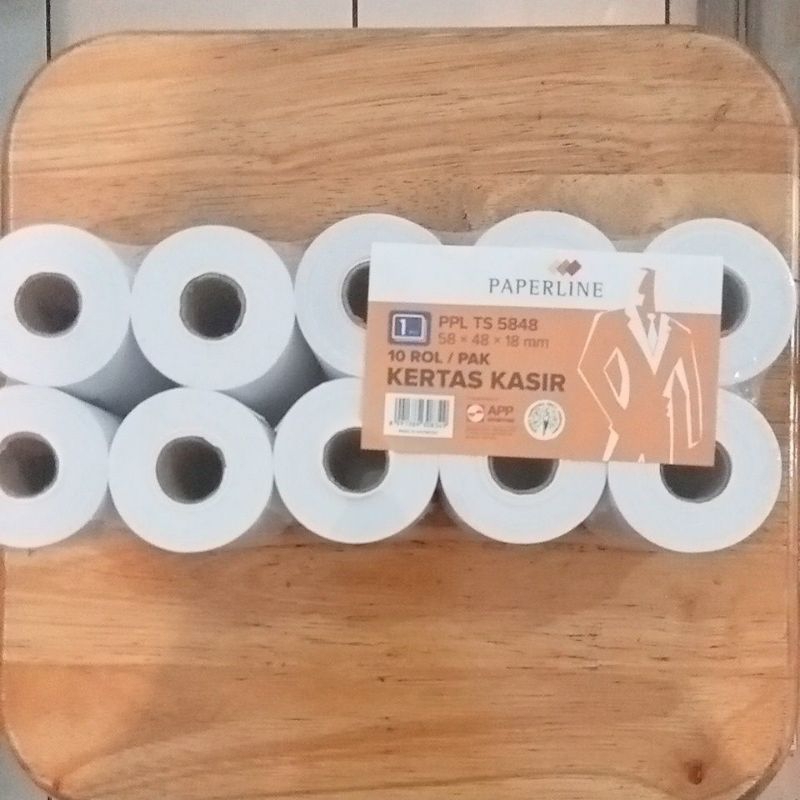 PAPERLINE
1
PPL TS 5848
58 × 48 × 18 mm
10 ROL / PAK
KERTAS KASIR
APP